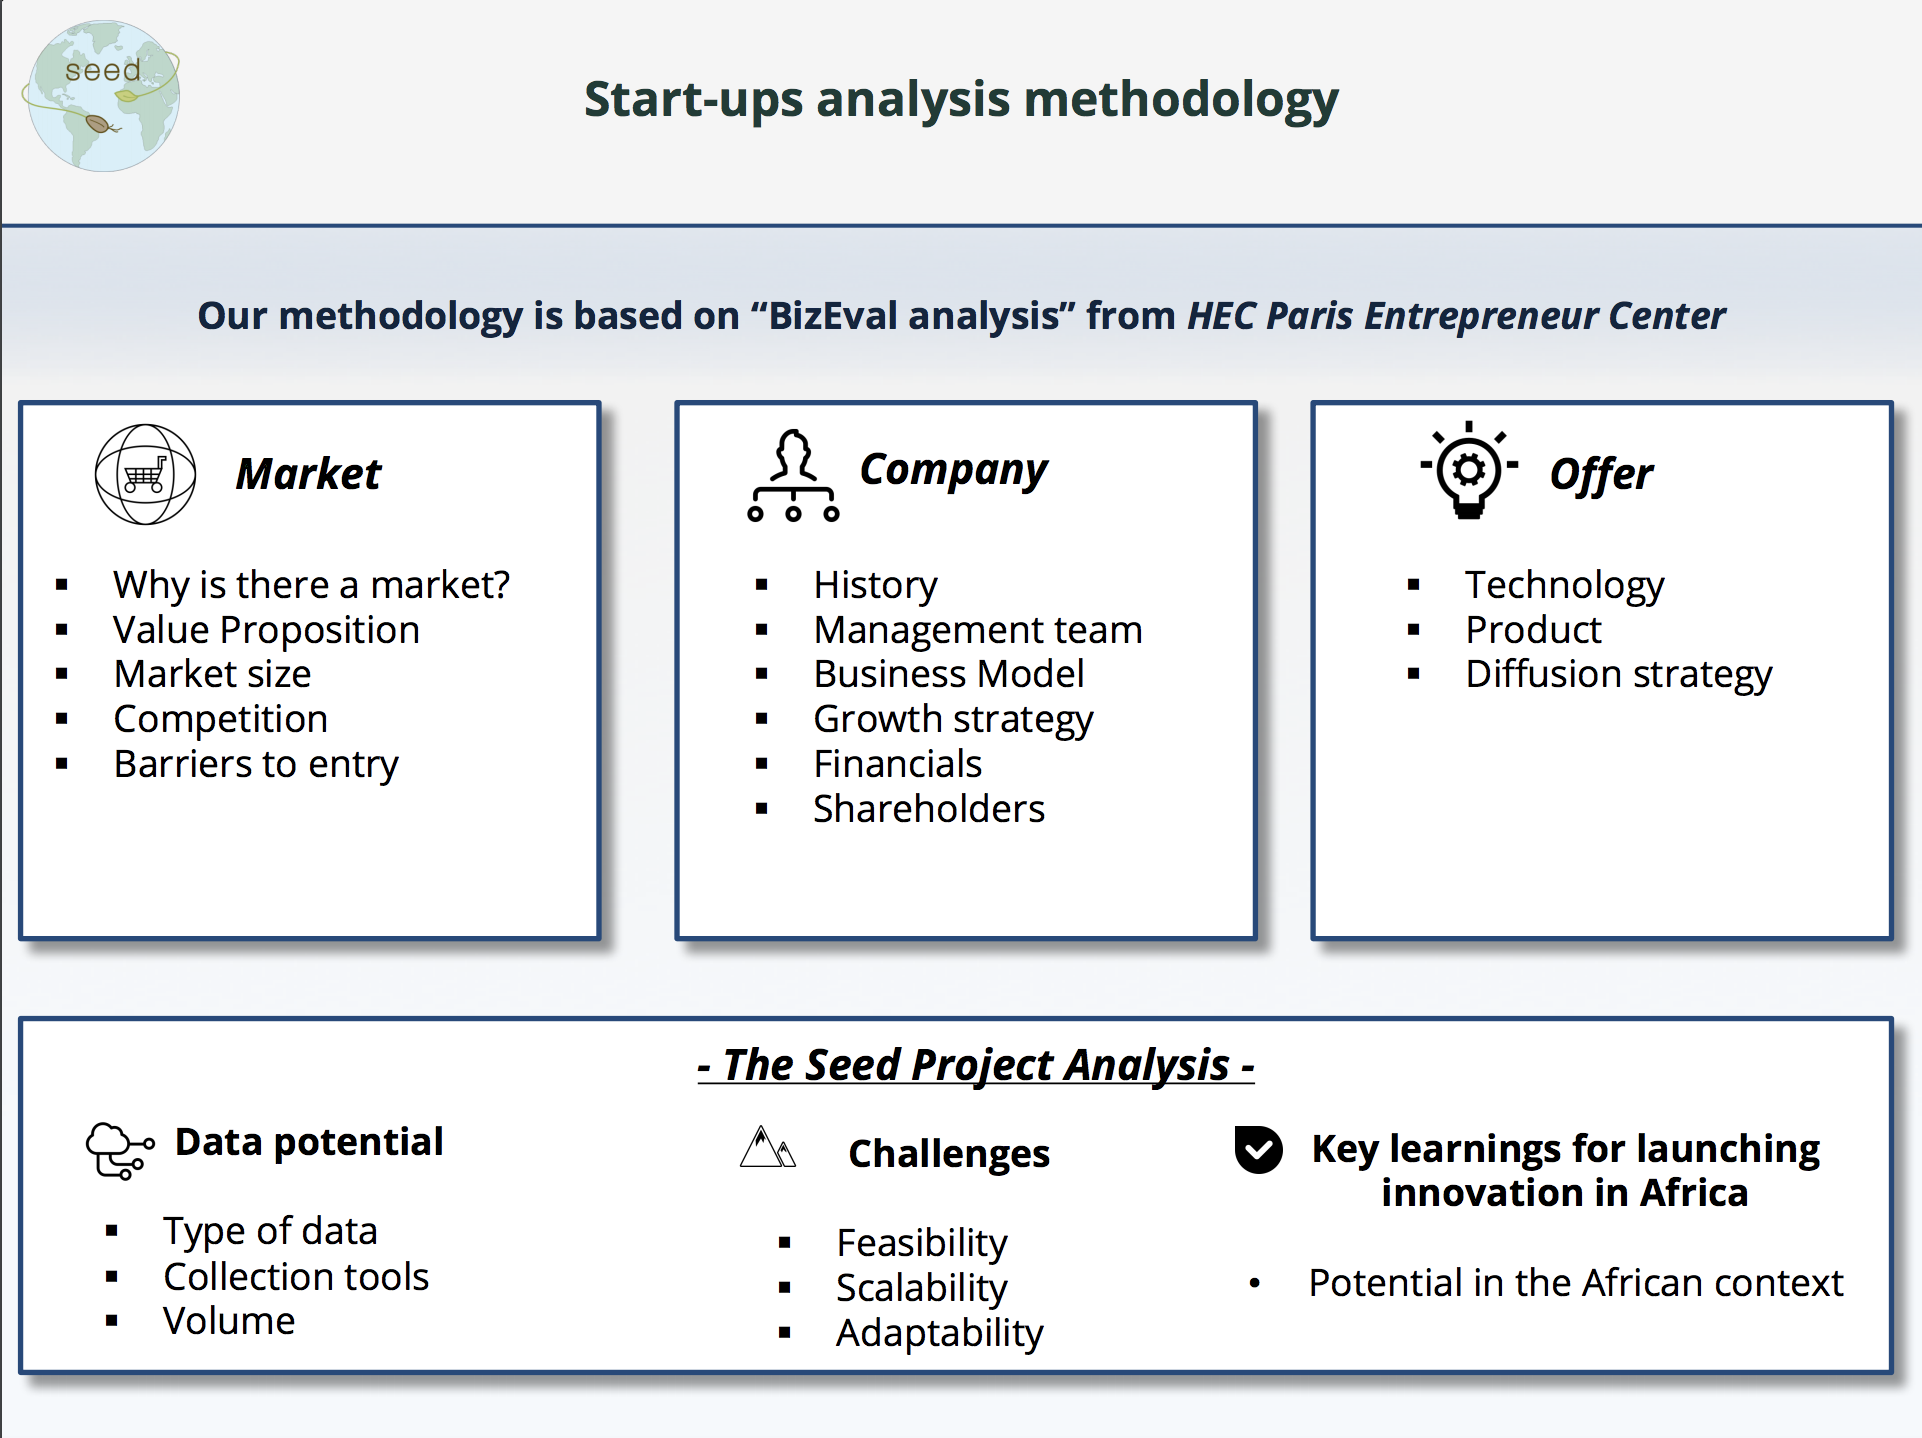 seed
Start-ups analysis methodology
Our methodology is based on “BizEval analysis” from HEC Paris Entrepreneur Center
Market
▪ Why is there a market?
▪ Value Proposition
▪ Market size
▪ Competition
▪ Barriers to entry
Company
▪ History
▪ Management team
▪ Business Model
▪ Growth strategy
▪ Financials
▪ Shareholders
Offer
▪ Technology
▪ Product
▪ Diffusion strategy
- The Seed Project Analysis -
Data potential
▪ Type of data
▪ Collection tools
▪ Volume
Challenges
▪ Feasibility
▪ Scalability
▪ Adaptability
Key learnings for launching
innovation in Africa
• Potential in the African context